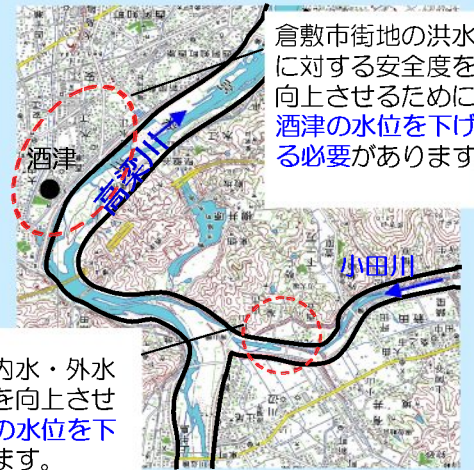 倉敷市街地の洪水
に対する安全度を
向上させるために
酒津の水位を下げ
る必要があります
酒津
高梁川
小田川
内水・外水
を向上させ
の水位を下
ます。